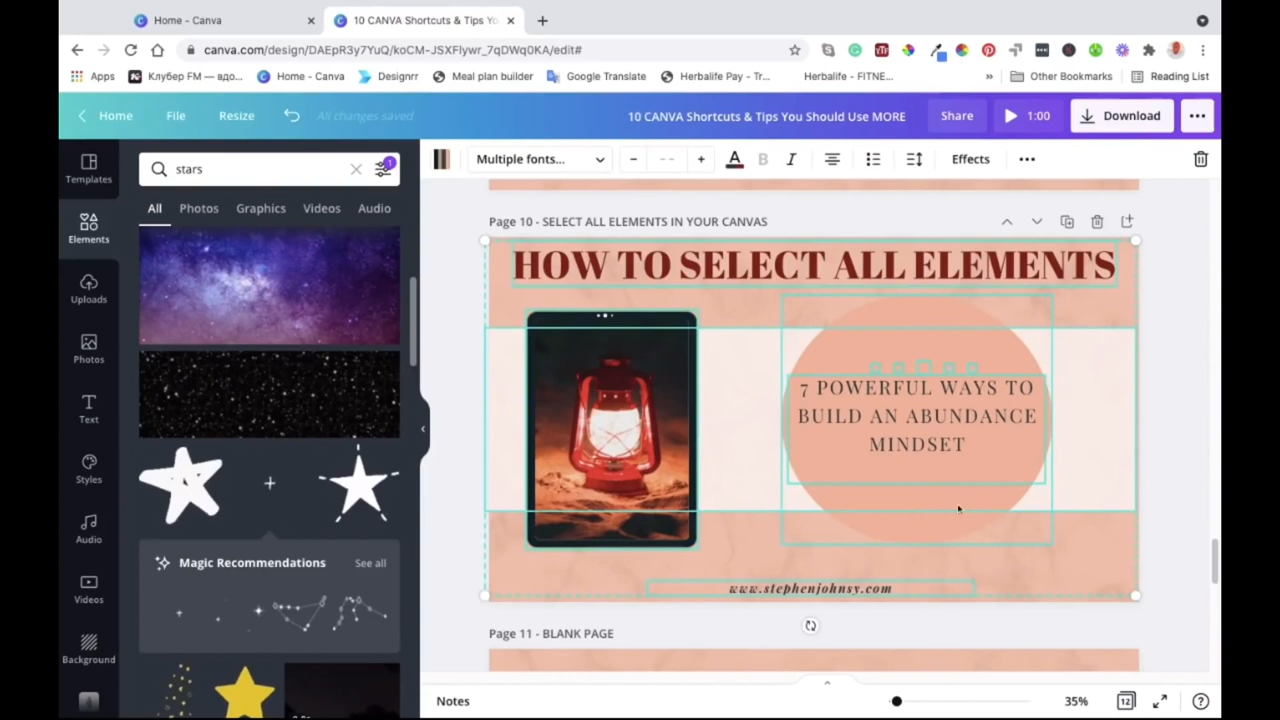 Home - Canva
10 CANVA Shortcuts & Tips Yo
canva.com/design/DAEpR3y7YuQ/koCM-JSXFlywr_7qDWq0KA/edit#
Apps
Клубер FM — вдо...
Home - Canva
Designrr
Meal plan builder
Google Translate
Herbalife Pay - Tr...
Herbalife - FITNE...
»
Other Bookmarks
Reading List
Home
File
Resize
All changes saved
10 CANVA Shortcuts & Tips You Should Use MORE
Share
1:00
Download
Templates
Elements
Uploads
Photos
Text
Styles
Audio
Videos
Background
stars
1
All
Photos
Graphics
Videos
Audio
Magic Recommendations
See all
Multiple fonts...
– -- +
A
B
I
Effects
Page 10 - SELECT ALL ELEMENTS IN YOUR CANVAS
HOW TO SELECT ALL ELEMENTS
7 POWERFUL WAYS TO
BUILD AN ABUNDANCE
MINDSET
www.stephenjohnsy.com
Page 11 - BLANK PAGE
Notes
35%
12
?